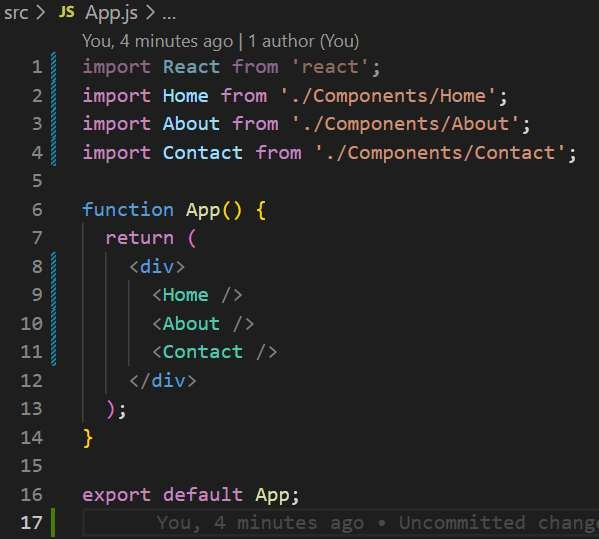 src > JS App.js > ...
You, 4 minutes ago | 1 author (You)
1 import React from 'react';
2 import Home from './Components/Home';
3 import About from './Components/About';
4 import Contact from './Components/Contact';
5
6 function App() {
7   return (
8     <div>
9       <Home />
10       <About />
11       <Contact />
12     </div>
13   );
14 }
15
16 export default App;
17 You, 4 minutes ago • Uncommitted change